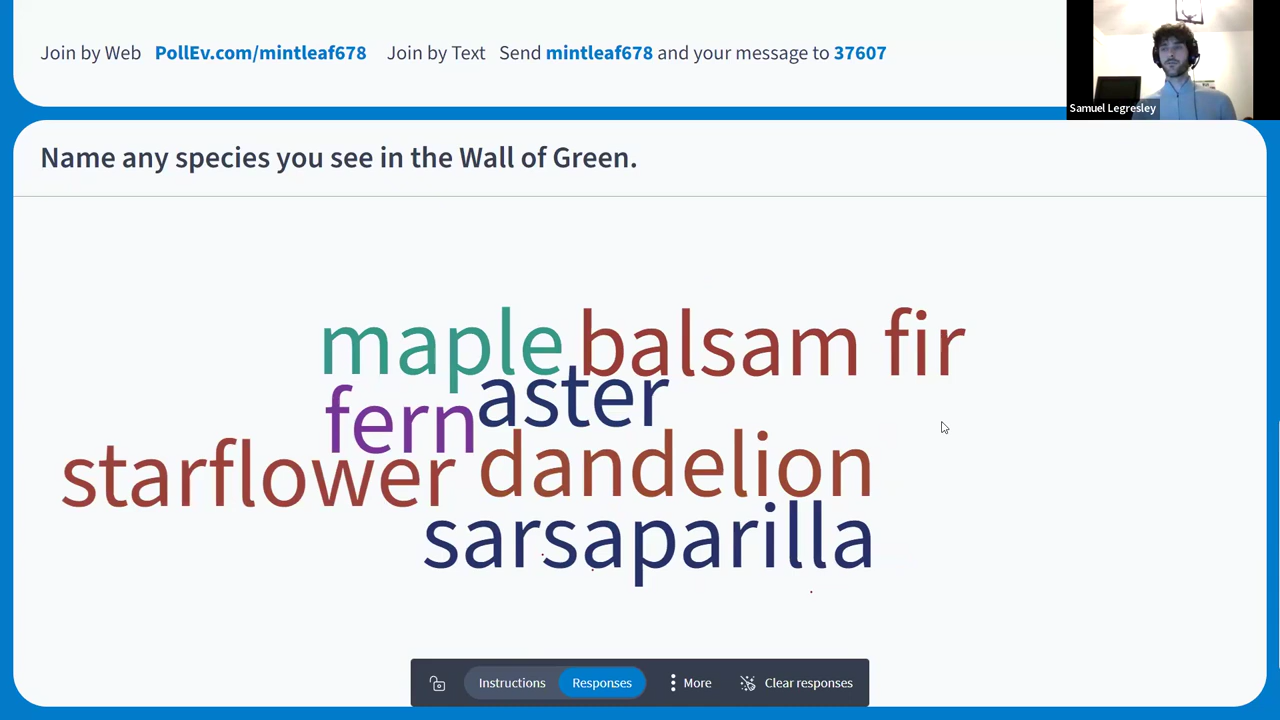 Join by Web PollEv.com/mintleaf678 Join by Text Send mintleaf678 and your message to 37607
Samuel Legresley
Name any species you see in the Wall of Green.
maple balsam fir
fern aster
starflower dandelion
sarsaparilla
Instructions Responses More Clear responses